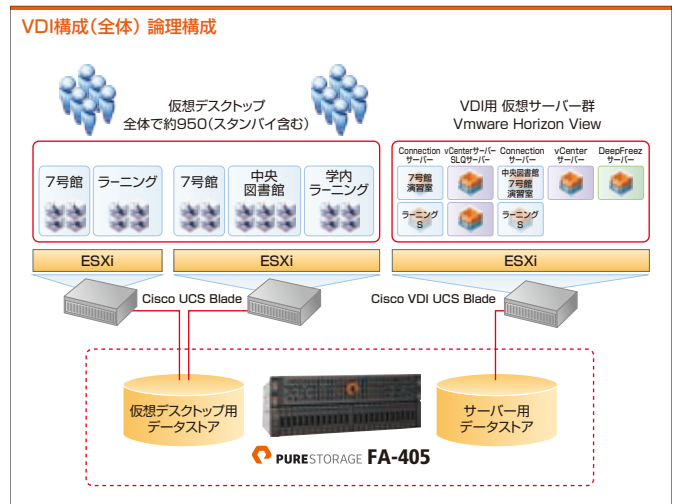 VDI構成(全体) 論理構成
仮想デスクトップ
全体で約950(スタンバイ含む)
VDI用 仮想サーバー群
Vmware Horizon View
7号館
ラーニング
7号館
中央
図書館
学内
ラーニング
Connection
サーバー
vCenterサーバー
SLQサーバー
Connection
サーバー
vCenter
サーバー
DeepFreez
サーバー
7号館
演習室
中央図書館
7号館
演習室
ラーニング
S
ラーニング
S
ESXi
ESXi
ESXi
Cisco UCS Blade
Cisco VDI UCS Blade
仮想デスクトップ用
データストア
サーバー用
データストア
PURESTORAGE FA-405